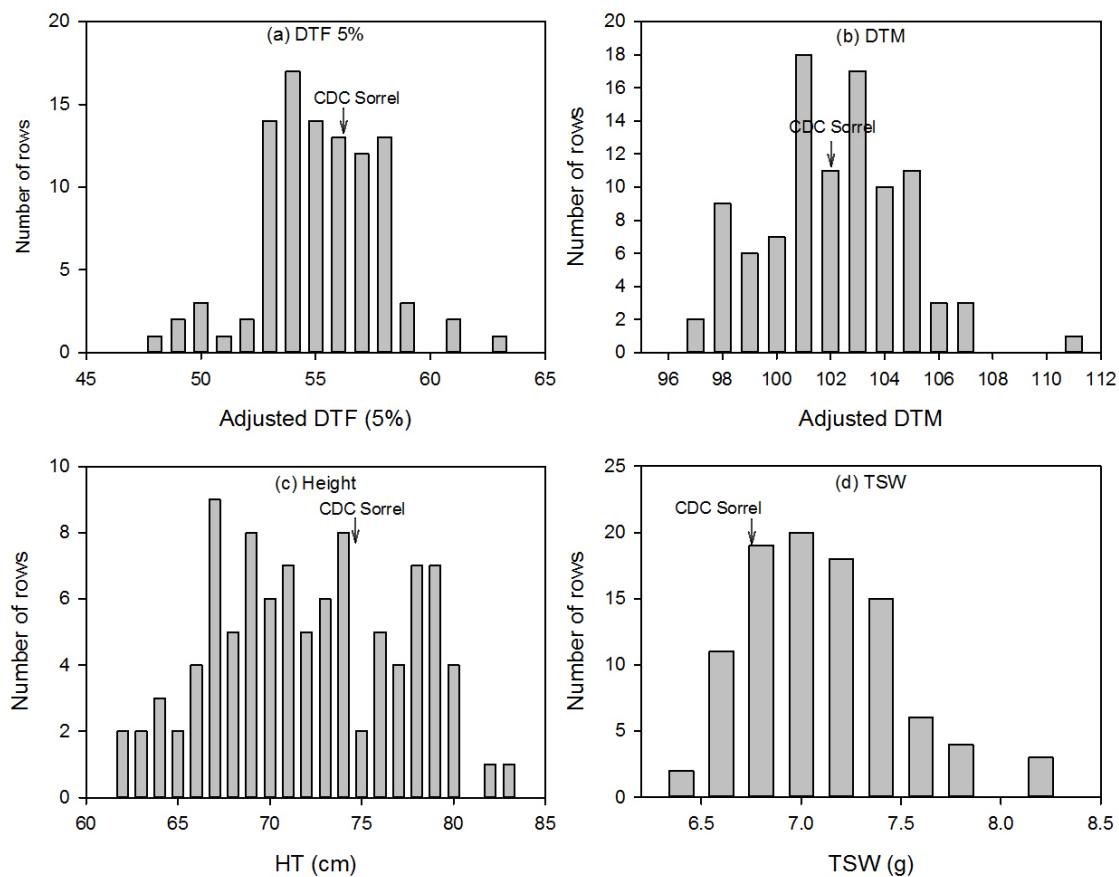 (a) DTF 5%
CDC Sorrel
Number of rows
20
15
10
5
0
45 50 55 60 65
Adjusted DTF (5%)
(b) DTM
CDC Sorrel
Number of rows
20
18
16
14
12
10
8
6
4
2
0
96 98 100 102 104 106 108 110 112
Adjusted DTM
(c) Height
CDC Sorrel
Number of rows
10
8
6
4
2
0
60 65 70 75 80 85
HT (cm)
(d) TSW
CDC Sorrel
Number of rows
25
20
15
10
5
0
6.5 7.0 7.5 8.0 8.5
TSW (g)